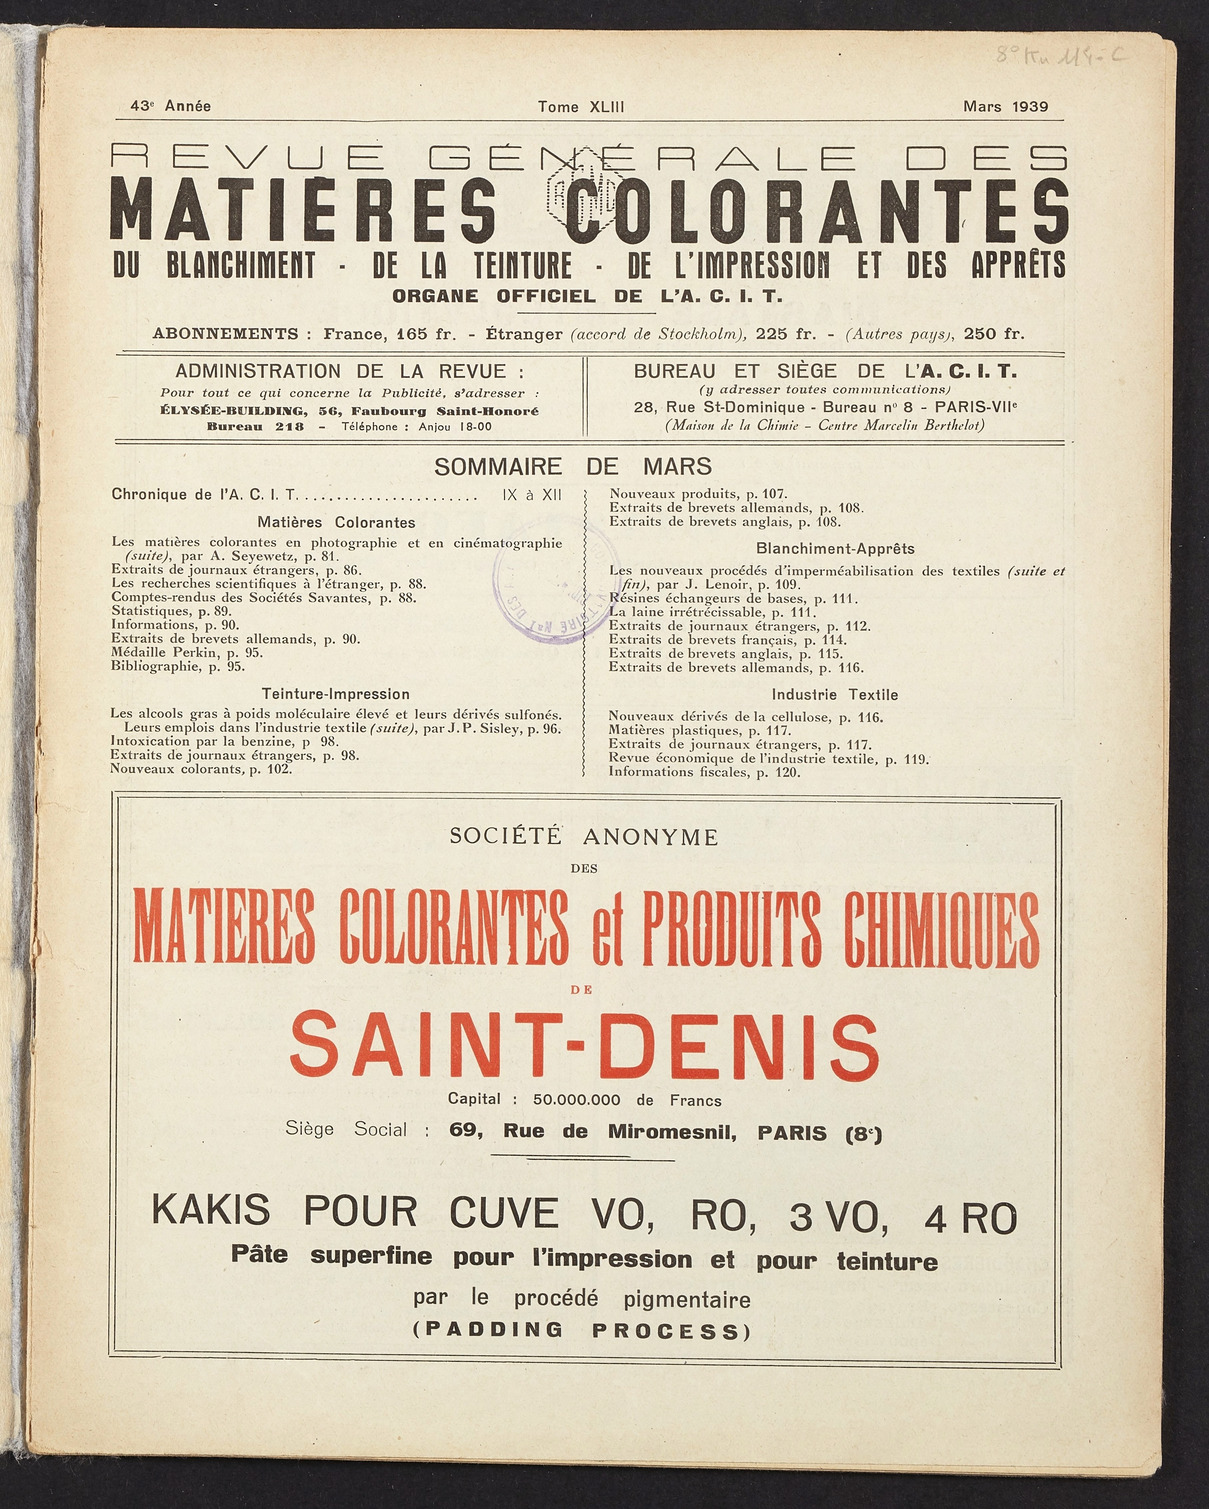 43e Année Tome XLIII Mars 1939
REVUE GÉNÉRALE DES
MATIÈRES COLORANTES
DU BLANCHIMENT - DE LA TEINTURE - DE L'IMPRESSION ET DES APPRÊTS
ORGANE OFFICIEL DE L'A. C. I. T.
ABONNEMENTS : France, 165 fr. - Étranger (accord de Stockholm), 225 fr. - (Autres pays), 250 fr.
ADMINISTRATION DE LA REVUE :
Pour tout ce qui concerne la Publicité, s'adresser :
ÉLYSÉE-BUILDING, 56, Faubourg Saint-Honoré
Bureau 218 – Téléphone : Anjou 18-00
BUREAU ET SIÈGE DE L'A. C. I. T.
(y adresser toutes communications)
28, Rue St-Dominique - Bureau no 8 - PARIS-VIIe
(Maison de la Chimie – Centre Marcelin Berthelot)
SOMMAIRE DE MARS
Chronique de l'A. C. I. T. ...................... IX à XII
Matières Colorantes
Les matières colorantes en photographie et en cinématographie
(suite), par A. Seyewetz, p. 81.
Extraits de journaux étrangers, p. 86.
Les recherches scientifiques à l'étranger, p. 88.
Comptes-rendus des Sociétés Savantes, p. 88.
Statistiques, p. 89.
Informations, p. 90.
Extraits de brevets allemands, p. 90.
Médaille Perkin, p. 95.
Bibliographie, p. 95.
Teinture-Impression
Les alcools gras à poids moléculaire élevé et leurs dérivés sulfonés.
Leurs emplois dans l'industrie textile (suite), par J. P. Sisley, p. 96.
Intoxication par la benzine, p 98.
Extraits de journaux étrangers, p. 98.
Nouveaux colorants, p. 102.
Nouveaux produits, p. 107.
Extraits de brevets allemands, p. 108.
Extraits de brevets anglais, p. 108.
Blanchiment-Apprêts
Les nouveaux procédés d'imperméabilisation des textiles (suite et
fin), par J. Lenoir, p. 109.
Résines échangeurs de bases, p. 111.
La laine irrétrécissable, p. 111.
Extraits de journaux étrangers, p. 112.
Extraits de brevets français, p. 114.
Extraits de brevets anglais, p. 115.
Extraits de brevets allemands, p. 116.
Industrie Textile
Nouveaux dérivés de la cellulose, p. 116.
Matières plastiques, p. 117.
Extraits de journaux étrangers, p. 117.
Revue économique de l'industrie textile, p. 119.
Informations fiscales, p. 120.
SOCIÉTÉ ANONYME
DES
MATIERES COLORANTES et PRODUITS CHIMIQUES
DE
SAINT-DENIS
Capital : 50.000.000 de Francs
Siège Social : 69, Rue de Miromesnil, PARIS (8e)
KAKIS POUR CUVE VO, RO, 3 VO, 4 RO
Pâte superfine pour l'impression et pour teinture
par le procédé pigmentaire
(PADDING PROCESS)